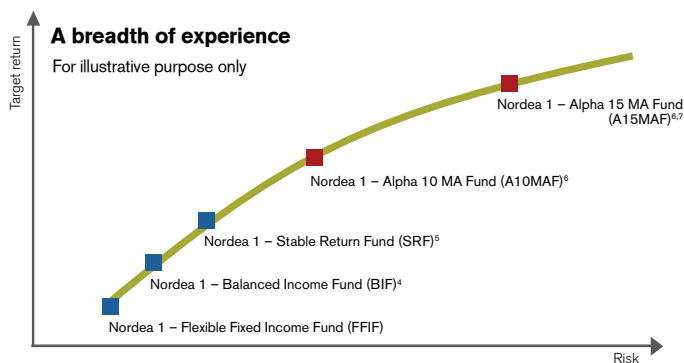 A breadth of experience
For illustrative purpose only
Target return
Nordea 1 – Alpha 15 MA Fund
(A15MAF)⁶,⁷
Nordea 1 – Alpha 10 MA Fund (A10MAF)⁶
Nordea 1 – Stable Return Fund (SRF)⁵
Nordea 1 – Balanced Income Fund (BIF)⁴
Nordea 1 – Flexible Fixed Income Fund (FFIF)
Risk